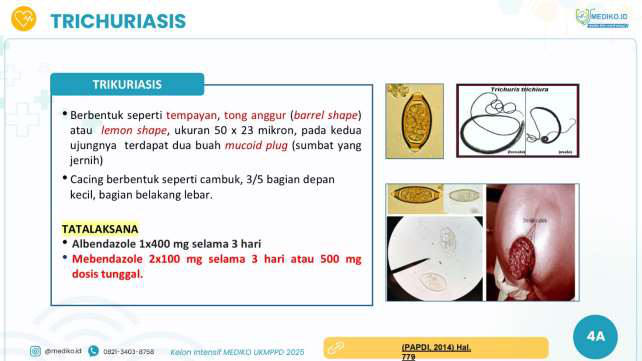 TRICHURIASIS
MEDIKO.ID
TRIKURIASIS
• Berbentuk seperti tempayan, tong anggur (barrel shape)
atau lemon shape, ukuran 50 x 23 mikron, pada kedua
ujungnya terdapat dua buah mucoid plug (sumbat yang
jernih)
• Cacing berbentuk seperti cambuk, 3/5 bagian depan
kecil, bagian belakang lebar.
TATALAKSANA
• Albendazole 1x400 mg selama 3 hari
• Mebendazole 2x100 mg selama 3 hari atau 500 mg
dosis tunggal.
Trichuris trichiura
(female)
(male)
4A
@mediko.id
0821-3403-8758
Kelon Intensif MEDIKO UKMPPD 2025
(PAPDI, 2014) Hal.
779